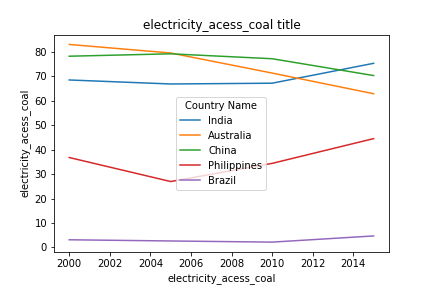 electricity_acess_coal title
electricity_acess_coal
80
70
60
50
40
30
20
10
0
Country Name
India
Australia
China
Philippines
Brazil
2000 2002 2004 2006 2008 2010 2012 2014
electricity_acess_coal